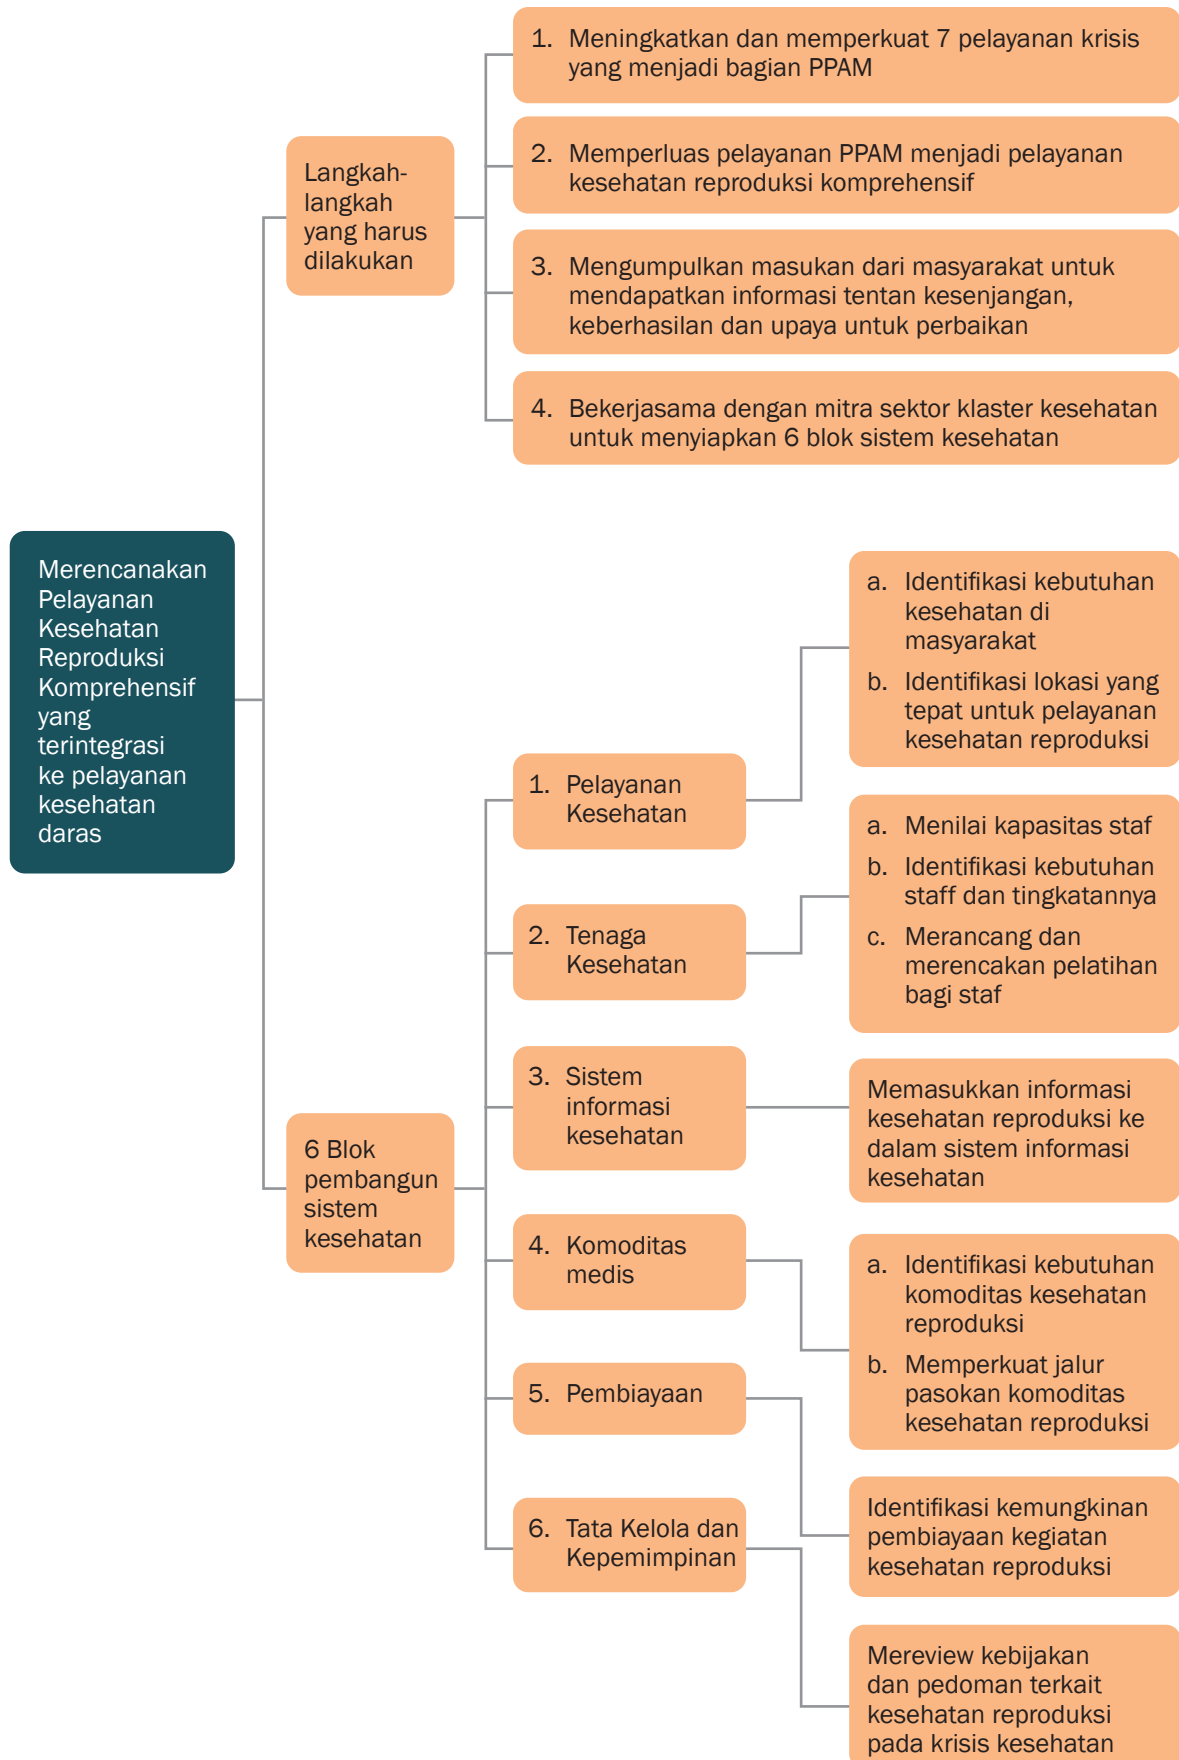 Merencanakan
Pelayanan
Kesehatan
Reproduksi
Komprehensif
yang
terintegrasi
ke pelayanan
kesehatan
daras
Langkah-
langkah
yang harus
dilakukan
1. Meningkatkan dan memperkuat 7 pelayanan krisis
yang menjadi bagian PPAM
2. Memperluas pelayanan PPAM menjadi pelayanan
kesehatan reproduksi komprehensif
3. Mengumpulkan masukan dari masyarakat untuk
mendapatkan informasi tentan kesenjangan,
keberhasilan dan upaya untuk perbaikan
4. Bekerjasama dengan mitra sektor klaster kesehatan
untuk menyiapkan 6 blok sistem kesehatan
6 Blok
pembangun
sistem
kesehatan
1. Pelayanan
Kesehatan
a. Identifikasi kebutuhan
kesehatan di
masyarakat
b. Identifikasi lokasi yang
tepat untuk pelayanan
kesehatan reproduksi
2. Tenaga
Kesehatan
a. Menilai kapasitas staf
b. Identifikasi kebutuhan
staff dan tingkatannya
c. Merancang dan
merencakan pelatihan
bagi staf
3. Sistem
informasi
kesehatan
Memasukkan informasi
kesehatan reproduksi ke
dalam sistem informasi
kesehatan
4. Komoditas
medis
a. Identifikasi kebutuhan
komoditas kesehatan
reproduksi
b. Memperkuat jalur
pasokan komoditas
kesehatan reproduksi
5. Pembiayaan
Identifikasi kemungkinan
pembiayaan kegiatan
kesehatan reproduksi
6. Tata Kelola dan
Kepemimpinan
Mereview kebijakan
dan pedoman terkait
kesehatan reproduksi
pada krisis kesehatan